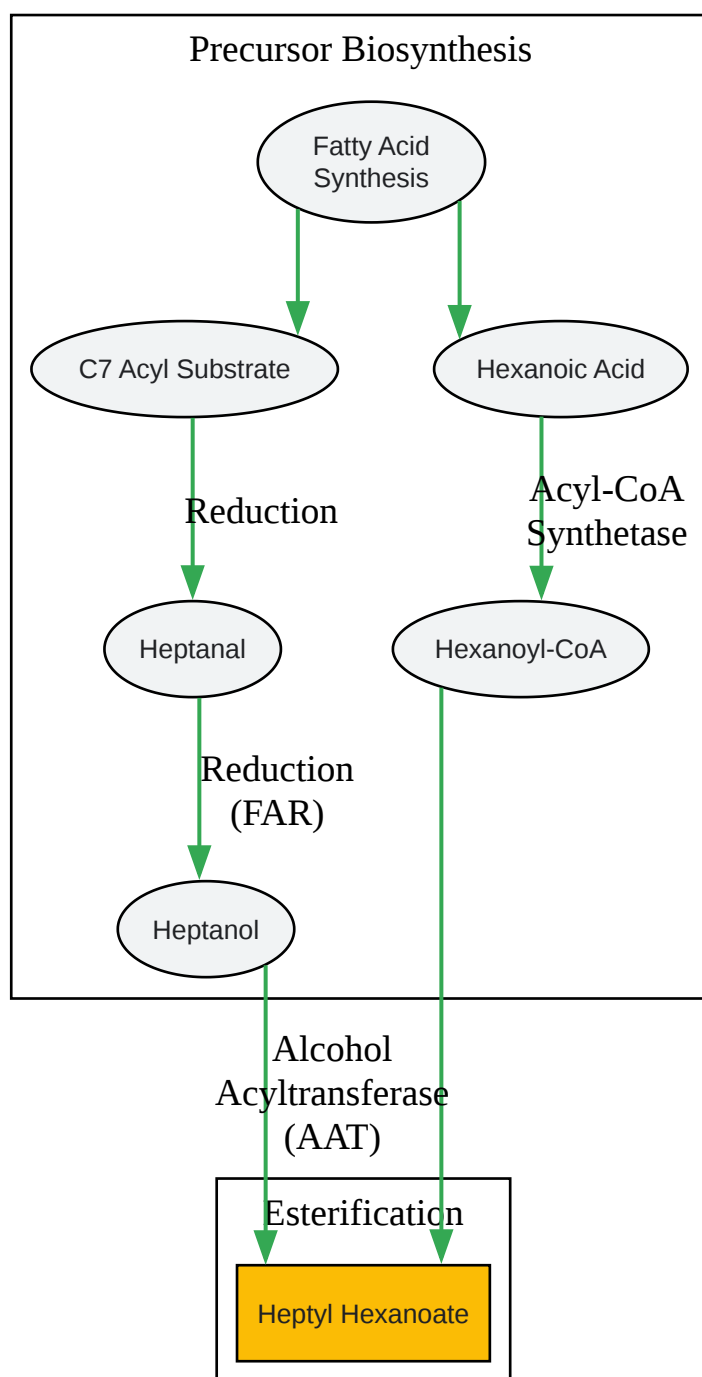 Precursor Biosynthesis
Fatty Acid
Synthesis
C7 Acyl Substrate
Hexanoic Acid
Reduction
Acyl-CoA
Synthetase
Heptanal
Hexanoyl-CoA
Reduction
(FAR)
Heptanol
Alcohol
Acyltransferase
(AAT)
Esterification
Heptyl Hexanoate